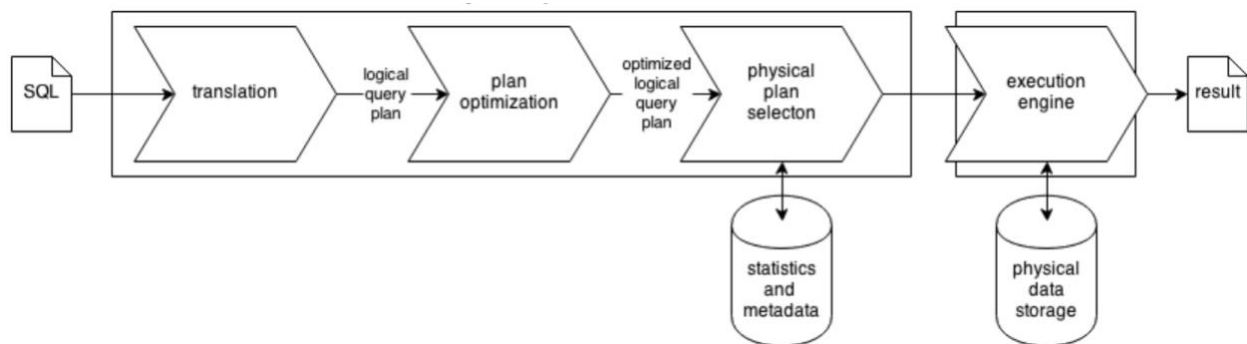 SQL
translation
logical
query
plan
plan
optimization
optimized
logical
query
plan
physical
plan
selecton
execution
engine
result
statistics
and
metadata
physical
data
storage